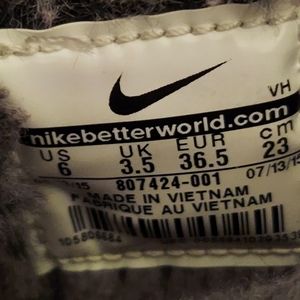 VH
nikebetterworld.com
US UK EUR cm
6 3.5 36.5 23
/15 807424-001 07/13/15
MADE IN VIETNAM
FABRIQUE AU VIETNAM